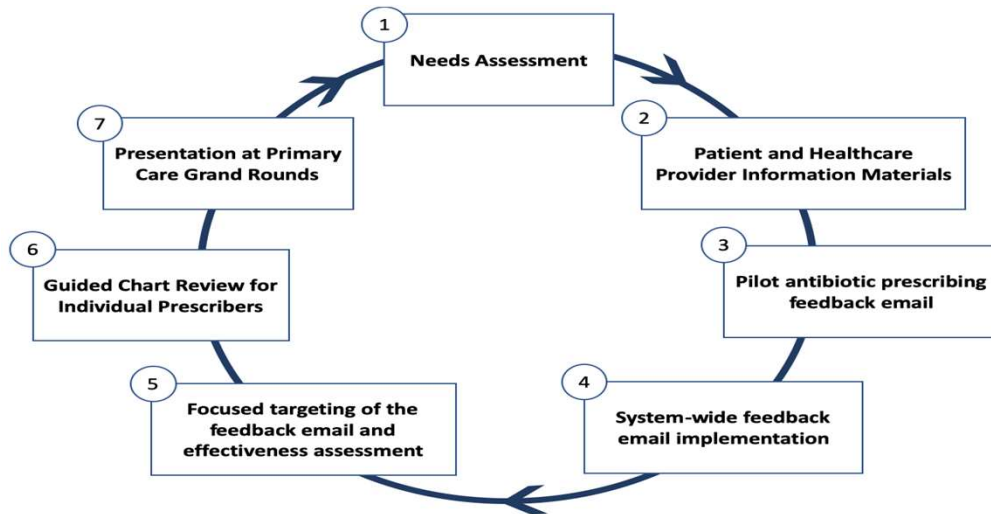 1
Needs Assessment
2
Patient and Healthcare
Provider Information Materials
3
Pilot antibiotic prescribing
feedback email
4
System-wide feedback
email implementation
5
Focused targeting of the
feedback email and
effectiveness assessment
6
Guided Chart Review for
Individual Prescribers
7
Presentation at Primary
Care Grand Rounds